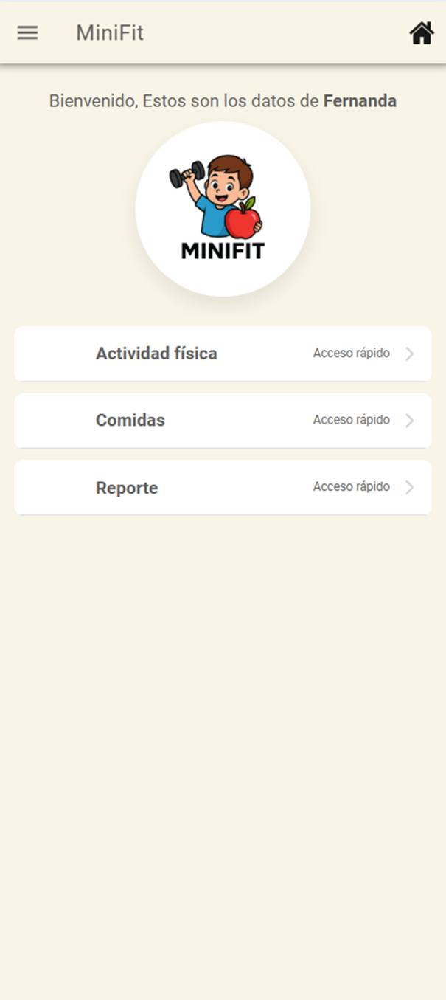 MiniFit
Bienvenido, Estos son los datos de Fernanda
MINIFIT
Actividad física Acceso rápido
Comidas Acceso rápido
Reporte Acceso rápido